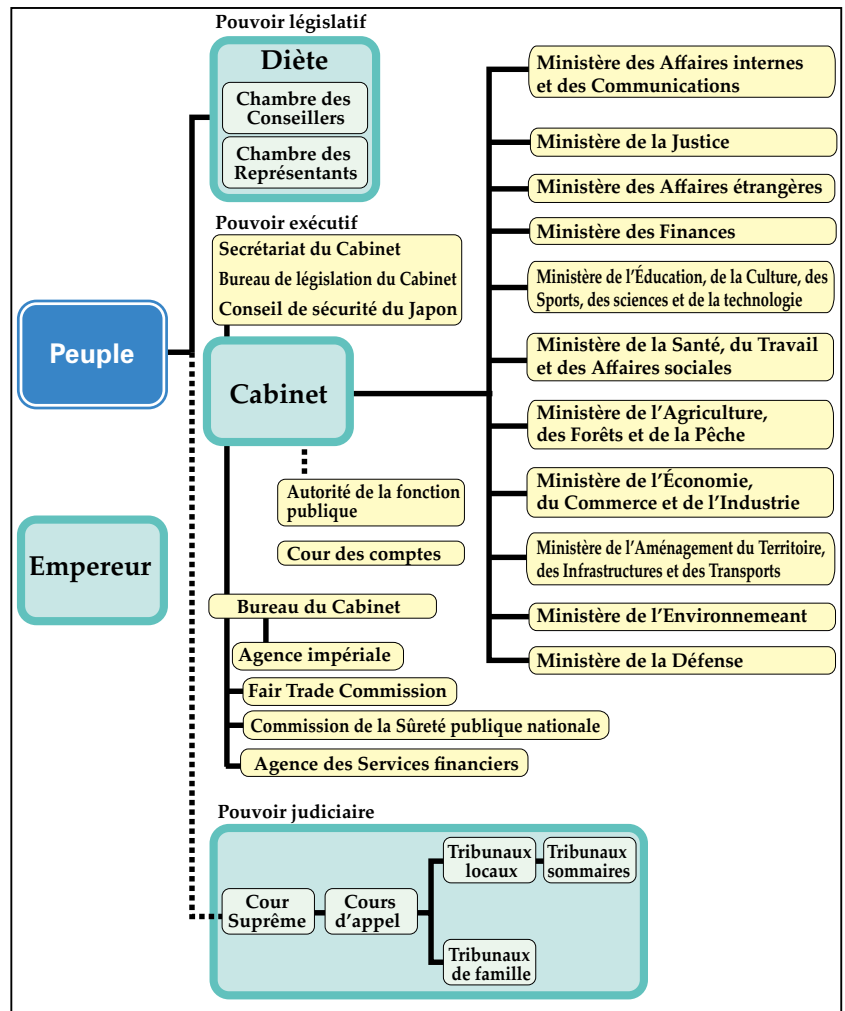 Pouvoir législatif
Diète
Chambre des
Conseillers
Chambre des
Représentants
Pouvoir exécutif
Secrétariat du Cabinet
Bureau de législation du Cabinet
Conseil de sécurité du Japon
Peuple
Cabinet
Autorité de la fonction
publique
Cour des comptes
Empereur
Bureau du Cabinet
Agence impériale
Fair Trade Commission
Commission de la Sûreté publique nationale
Agence des Services financiers
Ministère des Affaires internes
et des Communications
Ministère de la Justice
Ministère des Affaires étrangères
Ministère des Finances
Ministère de l'Éducation, de la Culture, des
Sports, des sciences et de la technologie
Ministère de la Santé, du Travail
et des Affaires sociales
Ministère de l'Agriculture,
des Forêts et de la Pêche
Ministère de l'Économie,
du Commerce et de l'Industrie
Ministère de l'Aménagement du Territoire,
des Infrastructures et des Transports
Ministère de l'Environnemeant
Ministère de la Défense
Pouvoir judiciaire
Cour
Suprême
Cours
d'appel
Tribunaux
locaux
Tribunaux
sommaires
Tribunaux
de famille